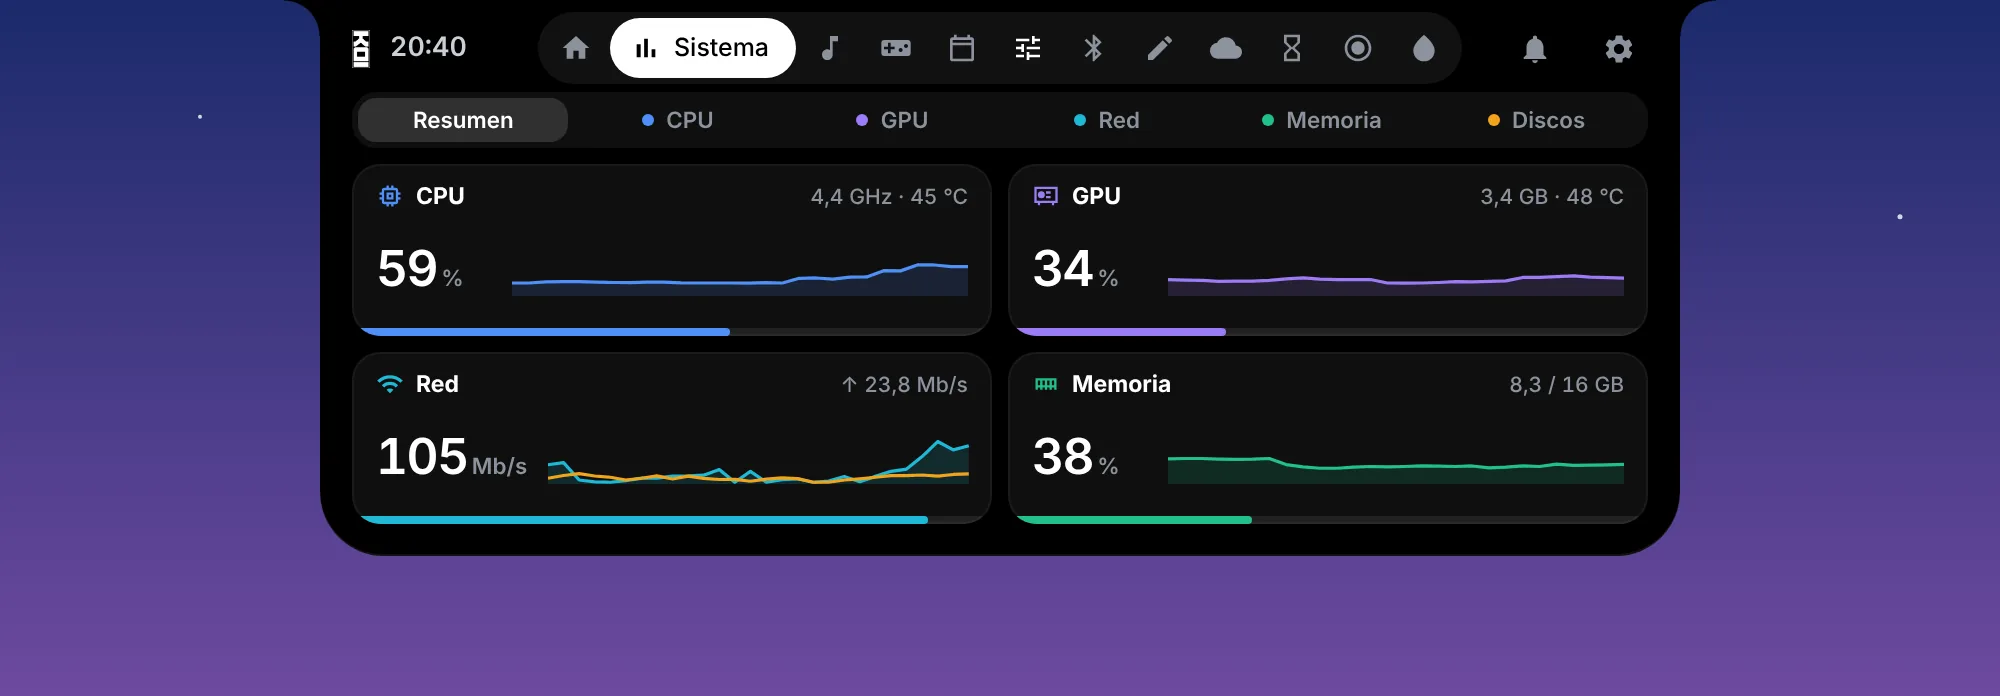 20:40
Sistema
Resumen
CPU
GPU
Red
Memoria
Discos
CPU
4,4 GHz · 45 °C
59 %
GPU
3,4 GB · 48 °C
34 %
Red
↑ 23,8 Mb/s
105 Mb/s
Memoria
8,3 / 16 GB
38 %